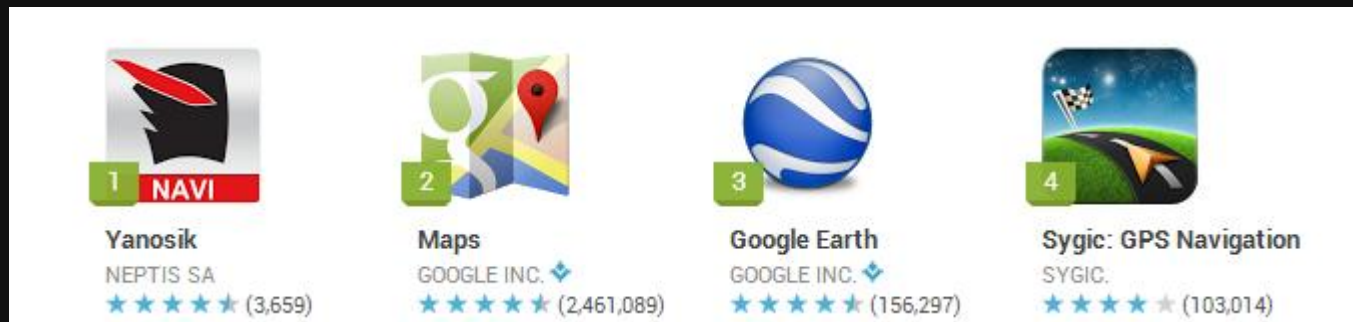 1
NAVI
Yanosik
NEPTIS SA
(3,659)
2
g
Maps
GOOGLE INC.
(2,461,089)
3
Google Earth
GOOGLE INC.
(156,297)
4
Sygic: GPS Navigation
SYGIC.
(103,014)